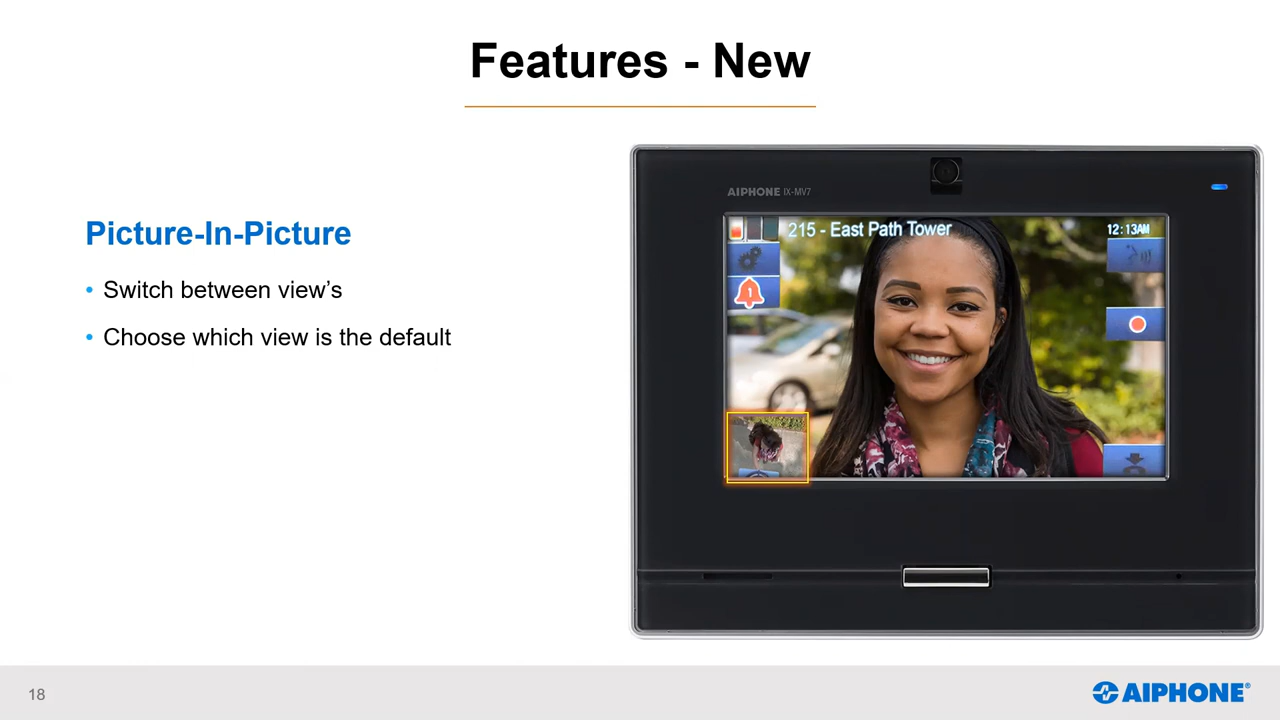 Features - New
Picture-In-Picture
• Switch between view’s
• Choose which view is the default
AIPHONE IX-MV7
215 - East Path Tower
12:13AM
1
18
AIPHONE®